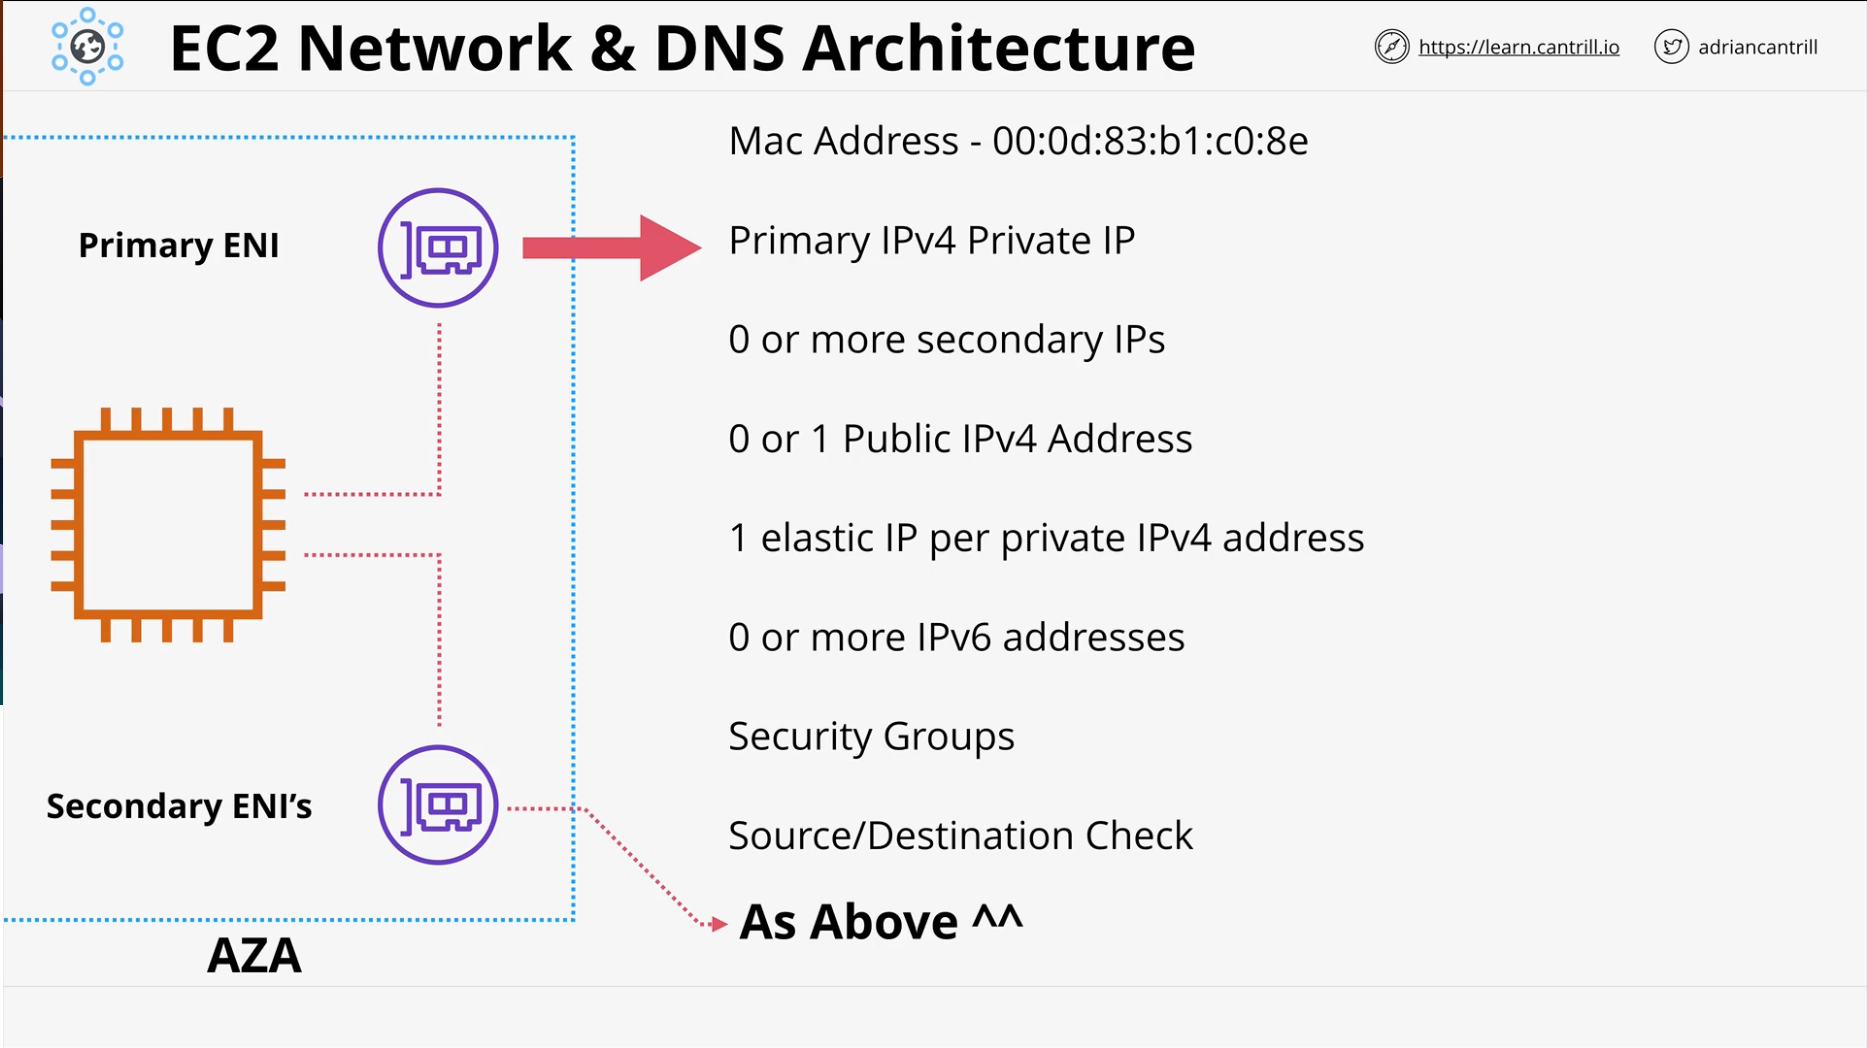 EC2 Network & DNS Architecture
https://learn.cantrill.io
adriancantrill
Primary ENI
Secondary ENI’s
AZA
Mac Address - 00:0d:83:b1:c0:8e
Primary IPv4 Private IP
0 or more secondary IPs
0 or 1 Public IPv4 Address
1 elastic IP per private IPv4 address
0 or more IPv6 addresses
Security Groups
Source/Destination Check
As Above ^^